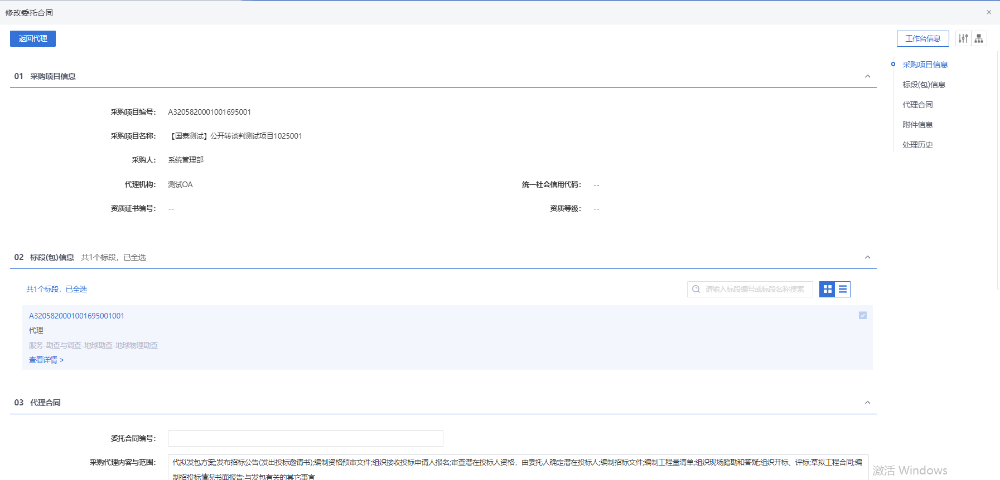 修改委托合同
×
返回代理
工作台信息
01 采购项目信息
采购项目编号： A3205820001001695001
采购项目名称： 【国泰测试】公开转谈判测试项目1025001
采购人： 系统管理部
代理机构： 测试OA
统一社会信用代码： --
资质证书编号： --
资质等级： --
02 标段(包)信息 共1个标段，已全选
共1个标段，已全选
请输入标段编号或标段名称搜索
A3205820001001695001001
代理
服务-勘查与调查-地球勘查-地球物理勘查
查看详情 >
03 代理合同
委托合同编号：
采购代理内容与范围： 代拟发包方案;发布招标公告(发出投标邀请书);编制资格预审文件;组织接收投标申请人报名;审查潜在投标人资格，由委托人确定潜在投标人;编制招标文件;编制工程量清单;组织现场踏勘和答疑;组织开标、评标;草拟工程合同;编
制招投标情况书面报告;与发包有关的其它事宜
采购项目信息
标段(包)信息
代理合同
附件信息
处理历史
激活 Windows